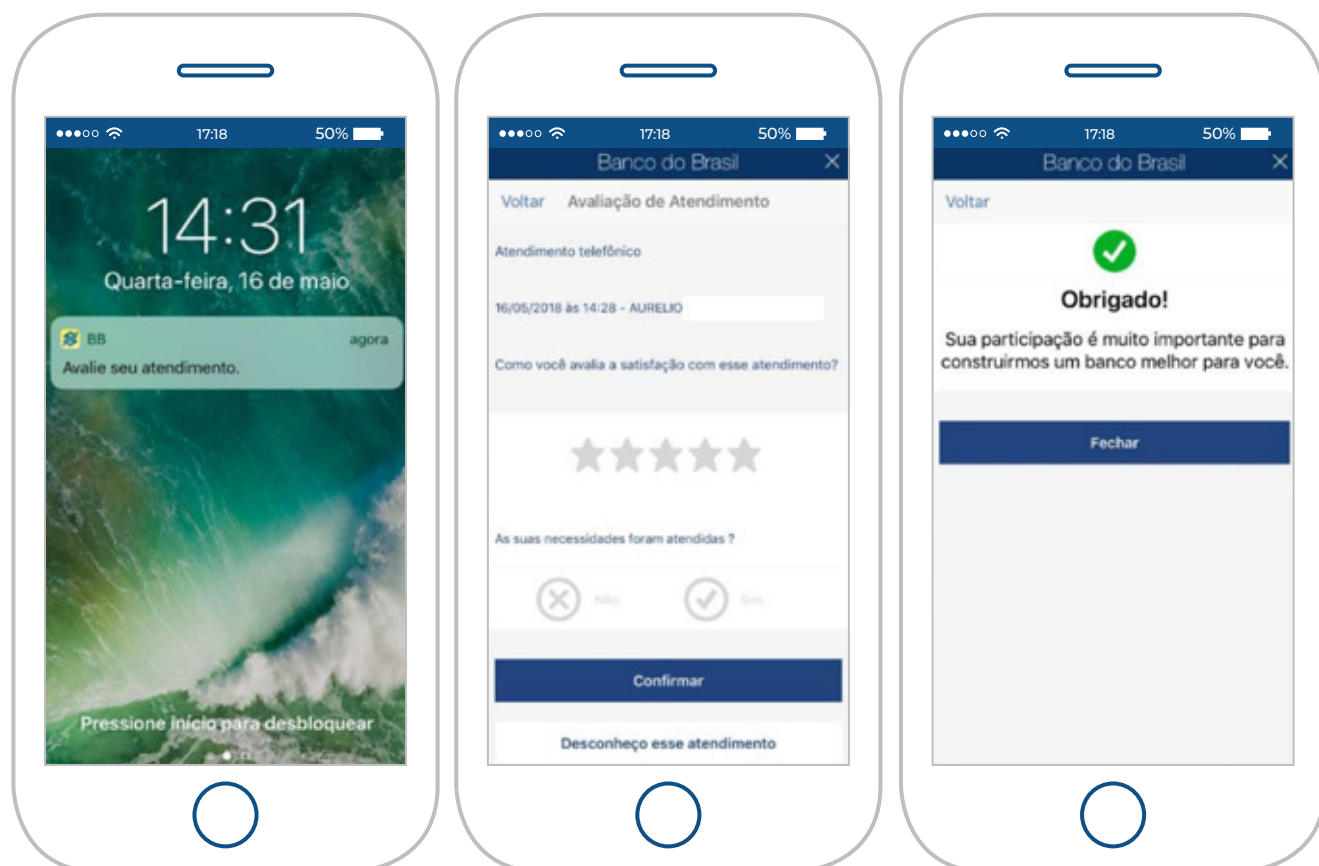 17:18 50%
14:31
Quarta-feira, 16 de maio
BB agora
Avalie seu atendimento.
Pressione início para desbloquear
17:18 50%
Banco do Brasil
Voltar Avaliação de Atendimento
Atendimento telefônico
16/05/2018 às 14:28 - AURELIO
Como você avalia a satisfação com esse atendimento?
As suas necessidades foram atendidas ?
Não Sim
Confirmar
Desconheço esse atendimento
17:18 50%
Banco do Brasil
Voltar
Obrigado!
Sua participação é muito importante para
construirmos um banco melhor para você.
Fechar